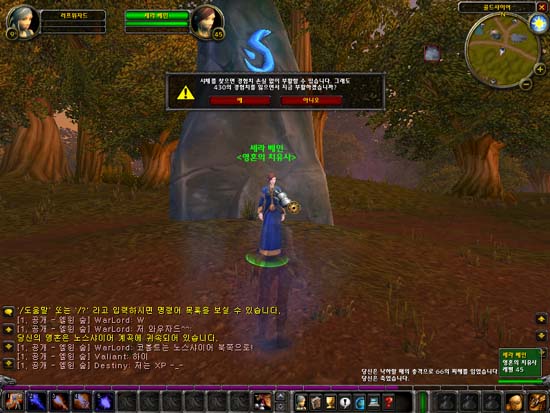 러프위자드
9
세라 베인
45
골드샤이어
사체를 찾으면 경험치 손실 없이 부활할 수 있습니다. 그래도
430의 경험치를 잃으면서 지금 부활하겠습니까?
예
아니오
세라 베인
<영혼의 치유사>
'/도움말' 또는 '/?' 라고 입력하시면 명령어 목록을 보실 수 있습니다.
[1. 공개 - 엘윈 숲] WarLord: W
[1. 공개 - 엘윈 숲] WarLord: 저 와우자드^^:
당신의 영혼은 노스샤이어 계곡에 귀속되어 있습니다.
[1. 공개 - 엘윈 숲] WarLord: 코볼트는 노스샤이어 북쪽으로!
[1. 공개 - 엘윈 숲] Valiant: 하이
[1. 공개 - 엘윈 숲] Destiny: 저는 XP -_-
당신은 낙하할 때의 충격으로 66의 피해를 입었습니다.
당신은 죽었습니다.
세라 베인
영혼의 치유사
레벨 45